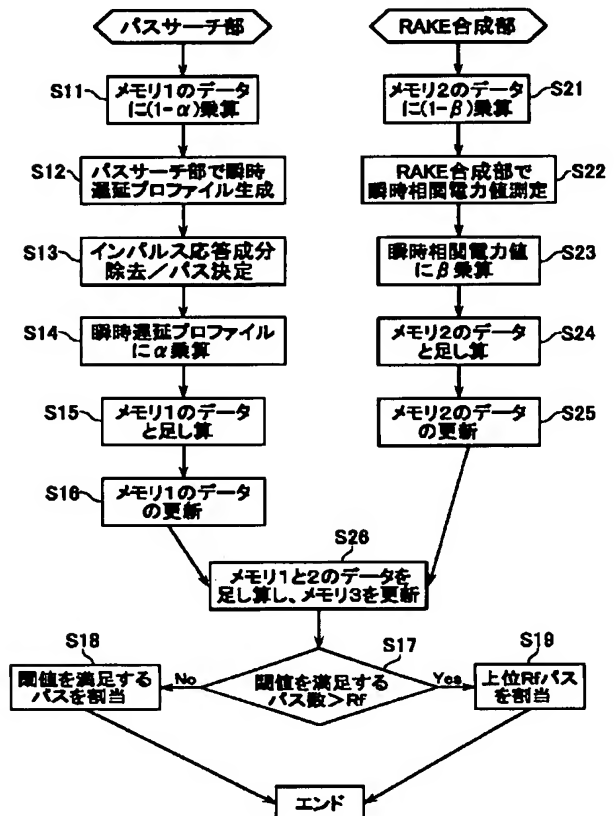 パスサーチ部
RAKE合成部
S11
メモリ1のデータ
に(1-α)乗算
S21
メモリ2のデータ
に(1-β)乗算
S12
パスサーチ部で瞬時
遅延プロファイル生成
S22
RAKE合成部で
瞬時相関電力値測定
S13
インパルス応答成分
除去/パス決定
S23
瞬時相関電力値
にβ乗算
S14
瞬時遅延プロファイル
にα乗算
S24
メモリ2のデータ
と足し算
S15
メモリ1のデータ
と足し算
S25
メモリ2のデータ
の更新
S16
メモリ1のデータ
の更新
S26
メモリ1と2のデータを
足し算し、メモリ3を更新
S18
閾値を満足する
パスを割当
No
S17
閾値を満足する
パス数>Rf
Yes
S19
上位Rfパス
を割当
エンド